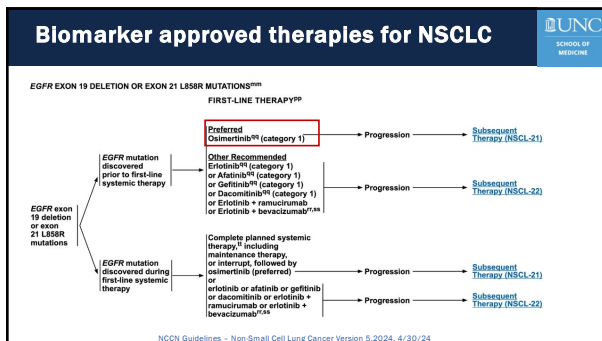 Biomarker approved therapies for NSCLC
UNC
SCHOOL OF
MEDICINE
EGFR EXON 19 DELETION OR EXON 21 L858R MUTATIONSmm
FIRST-LINE THERAPYpp
EGFR exon
19 deletion
or exon
21 L858R
mutations
EGFR mutation
discovered
prior to first-line
systemic therapy
Preferred
Osimertinibqq (category 1)
Progression
Subsequent
Therapy (NSCL-21)
Other Recommended
Erlotinibqq (category 1)
or Afatinibqq (category 1)
or Gefitinibqq (category 1)
or Dacomitinibqq (category 1)
or Erlotinib + ramucirumab
or Erlotinib + bevacizumabrr,ss
Progression
Subsequent
Therapy (NSCL-22)
EGFR mutation
discovered during
first-line systemic
therapy
Complete planned systemic
therapy,tt including
maintenance therapy,
or interrupt, followed by
osimertinib (preferred)
or
erlotinib or afatinib or gefitinib
or dacomitinib or erlotinib +
ramucirumab or erlotinib +
bevacizumabrr,ss
Progression
Subsequent
Therapy (NSCL-21)
Progression
Subsequent
Therapy (NSCL-22)
NCCN Guidelines – Non-Small Cell Lung Cancer Version 5.2024, 4/30/24